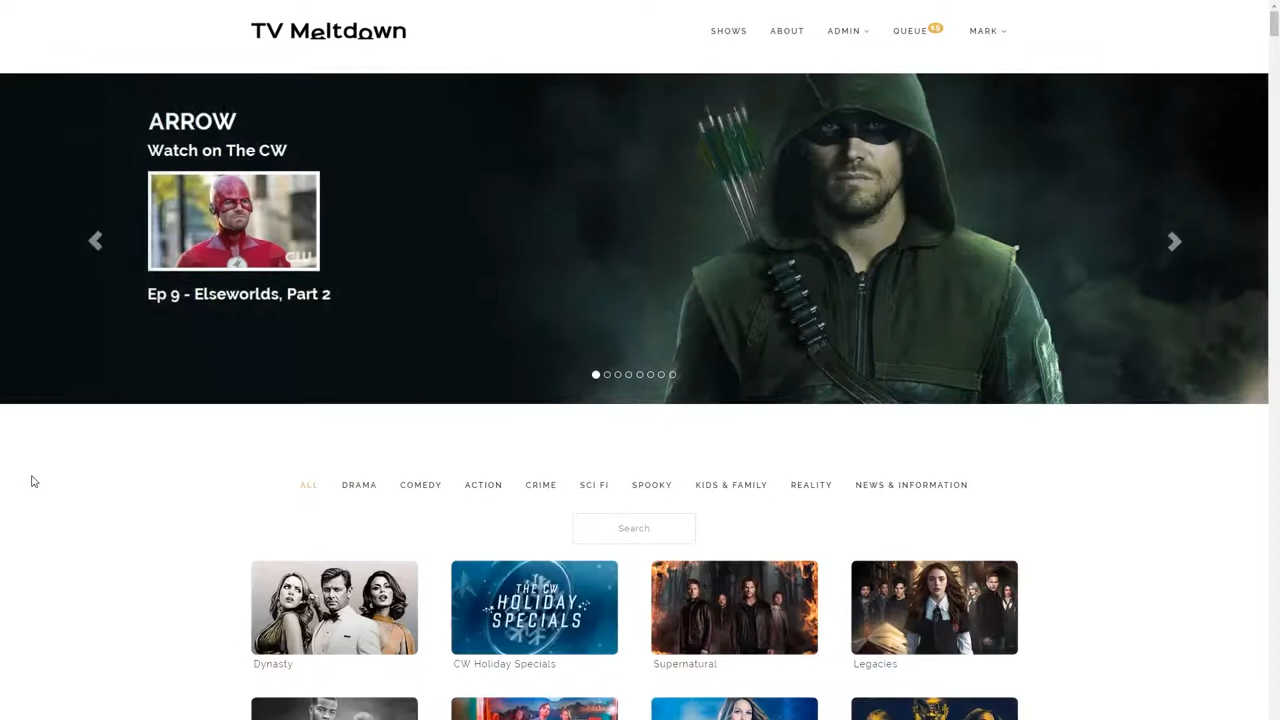 TV Meltdown
SHOWS ABOUT ADMIN QUEUE MARK
ARROW
Watch on The CW
CW
Ep 9 - Elseworlds, Part 2
ALL DRAMA COMEDY ACTION CRIME SCI FI SPOOKY KIDS & FAMILY REALITY NEWS & INFORMATION
Search
THE CW
HOLIDAY
SPECIALS
Dynasty CW Holiday Specials Supernatural Legacies